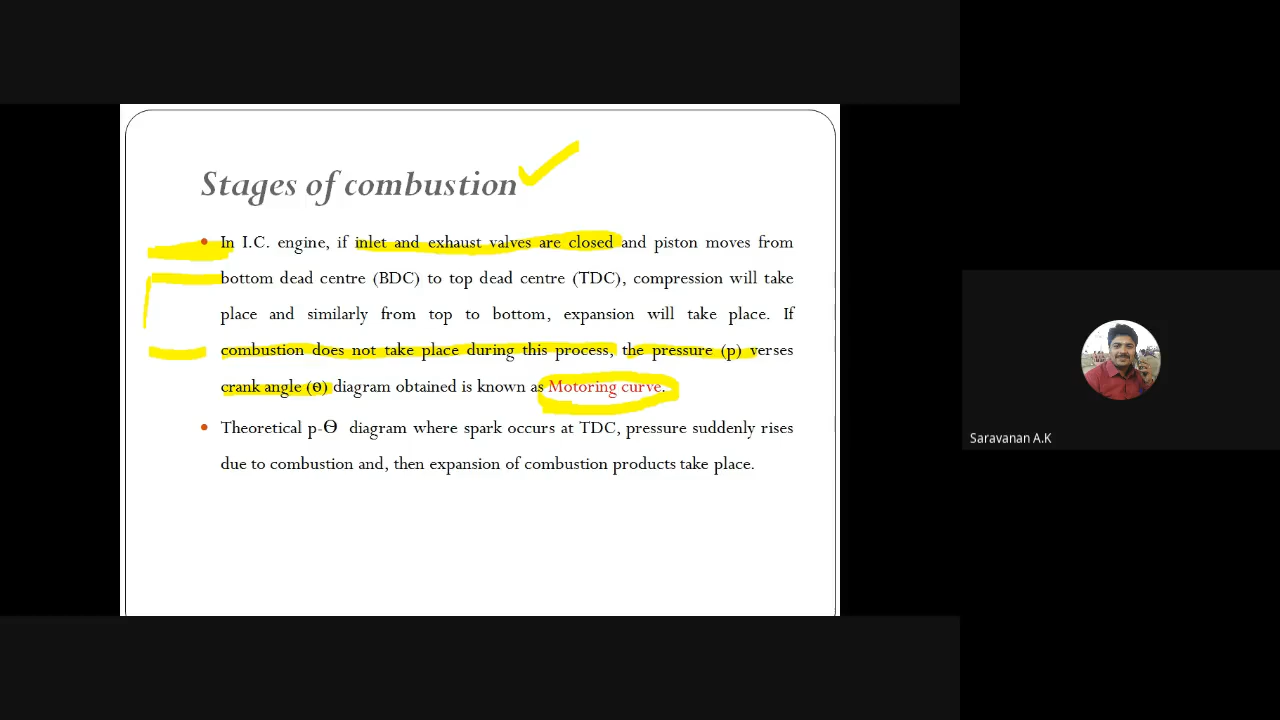 Stages of combustion
• In I.C. engine, if inlet and exhaust valves are closed and piston moves from
bottom dead centre (BDC) to top dead centre (TDC), compression will take
place and similarly from top to bottom, expansion will take place. If
combustion does not take place during this process, the pressure (p) verses
crank angle (ө) diagram obtained is known as Motoring curve.
• Theoretical p-Ө diagram where spark occurs at TDC, pressure suddenly rises
due to combustion and, then expansion of combustion products take place.
Saravanan A.K